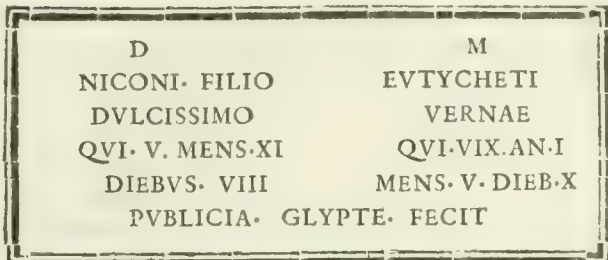 D M
NICONI· FILIO EVTYCHETI
DVLCISSIMO VERNAE
QVI· V. MENS·XI QVI·VIX.AN·I
DIEBVS· VIII MENS· V· DIEB·X
PVBLICIA· GLYPTE· FECIT